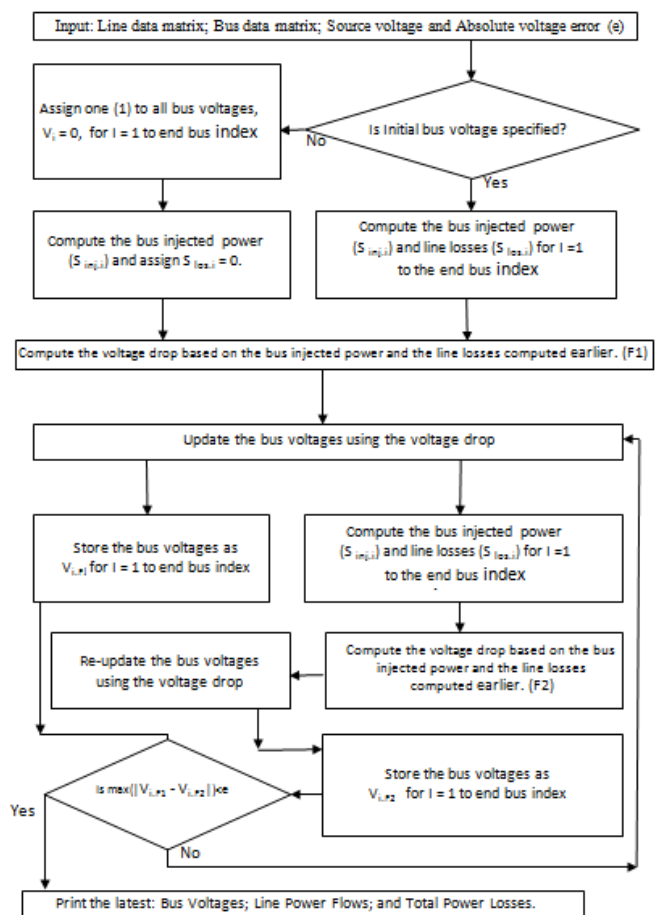 Input: Line data matrix; Bus data matrix; Source voltage and Absolute voltage error (e)
Assign one (1) to all bus voltages,
V i = 0, for I = 1 to end bus index
Is Initial bus voltage specified?
No
Yes
Compute the bus injected power
(S inj,i) and assign S los,i = 0.
Compute the bus injected power
(S inj,i) and line losses (S los,i) for I =1
to the end bus index
Compute the voltage drop based on the bus injected power and the line losses computed earlier. (F1)
Update the bus voltages using the voltage drop
Store the bus voltages as
V i,F1 for I = 1 to end bus index
Compute the bus injected power
(S inj,i) and line losses (S los,i) for I =1
to the end bus index
Re-update the bus voltages
using the voltage drop
Compute the voltage drop based on the bus
injected power and the line losses
computed earlier. (F2)
Is max(|V i,F1 - V i,F2|)<e
Store the bus voltages as
V i,F2 for I = 1 to end bus index
Yes
No
Print the latest: Bus Voltages; Line Power Flows; and Total Power Losses.